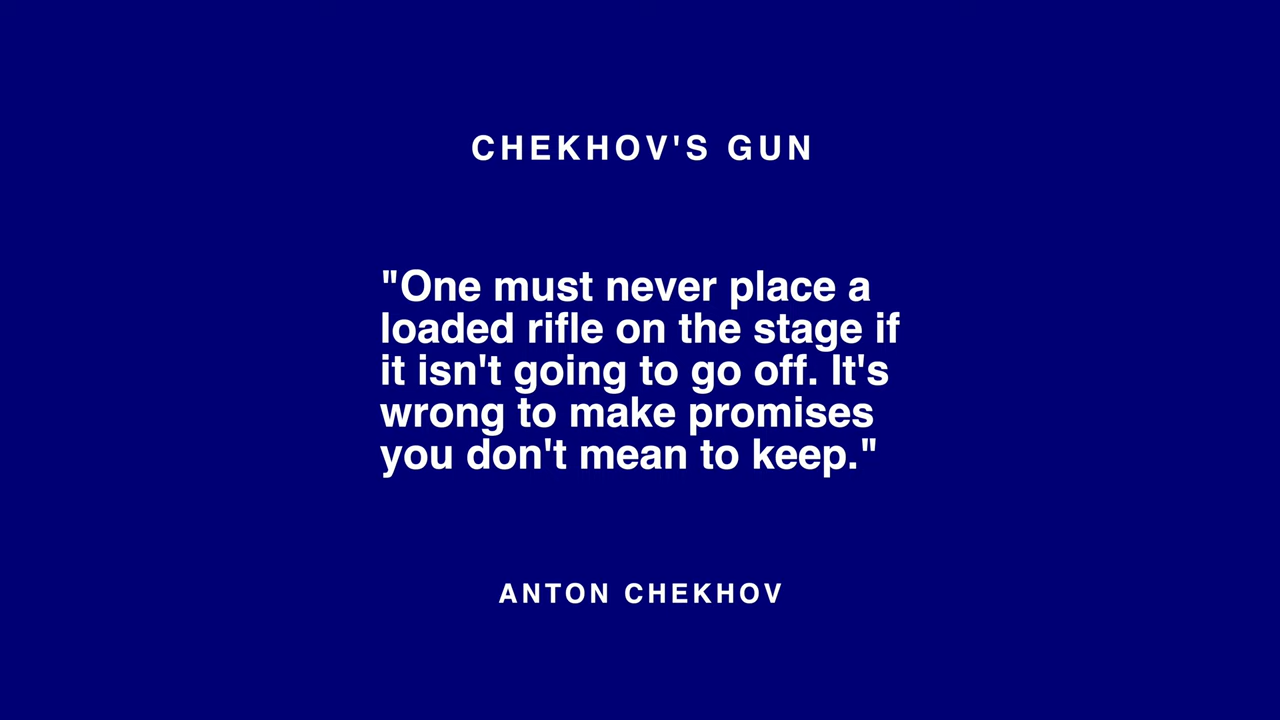 CHEKHOV'S GUN
"One must never place a
loaded rifle on the stage if
it isn't going to go off. It's
wrong to make promises
you don't mean to keep."
ANTON CHEKHOV